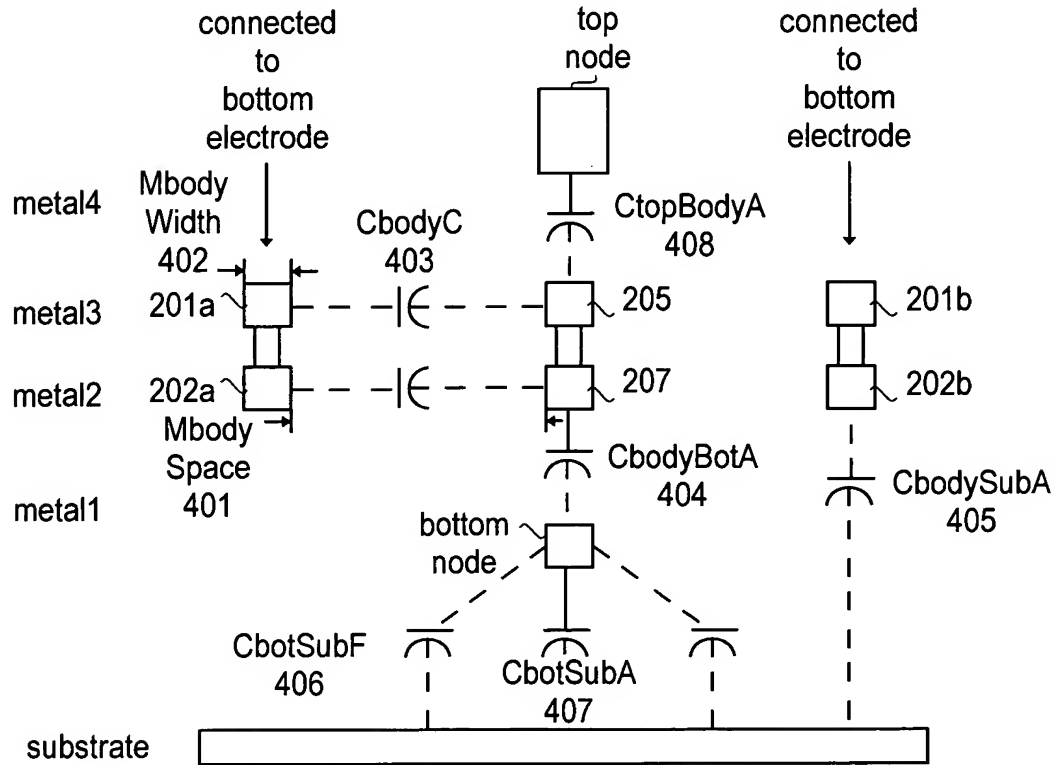 connected
to
bottom
electrode
top
node
connected
to
bottom
electrode
metal4
Mbody
Width
402
CbodyC
403
CtopBodyA
408
metal3
201a
205
201b
metal2
202a
207
202b
Mbody
Space
401
CbodyBotA
404
CbodySubA
405
metal1
bottom
node
CbotSubF
406
CbotSubA
407
substrate